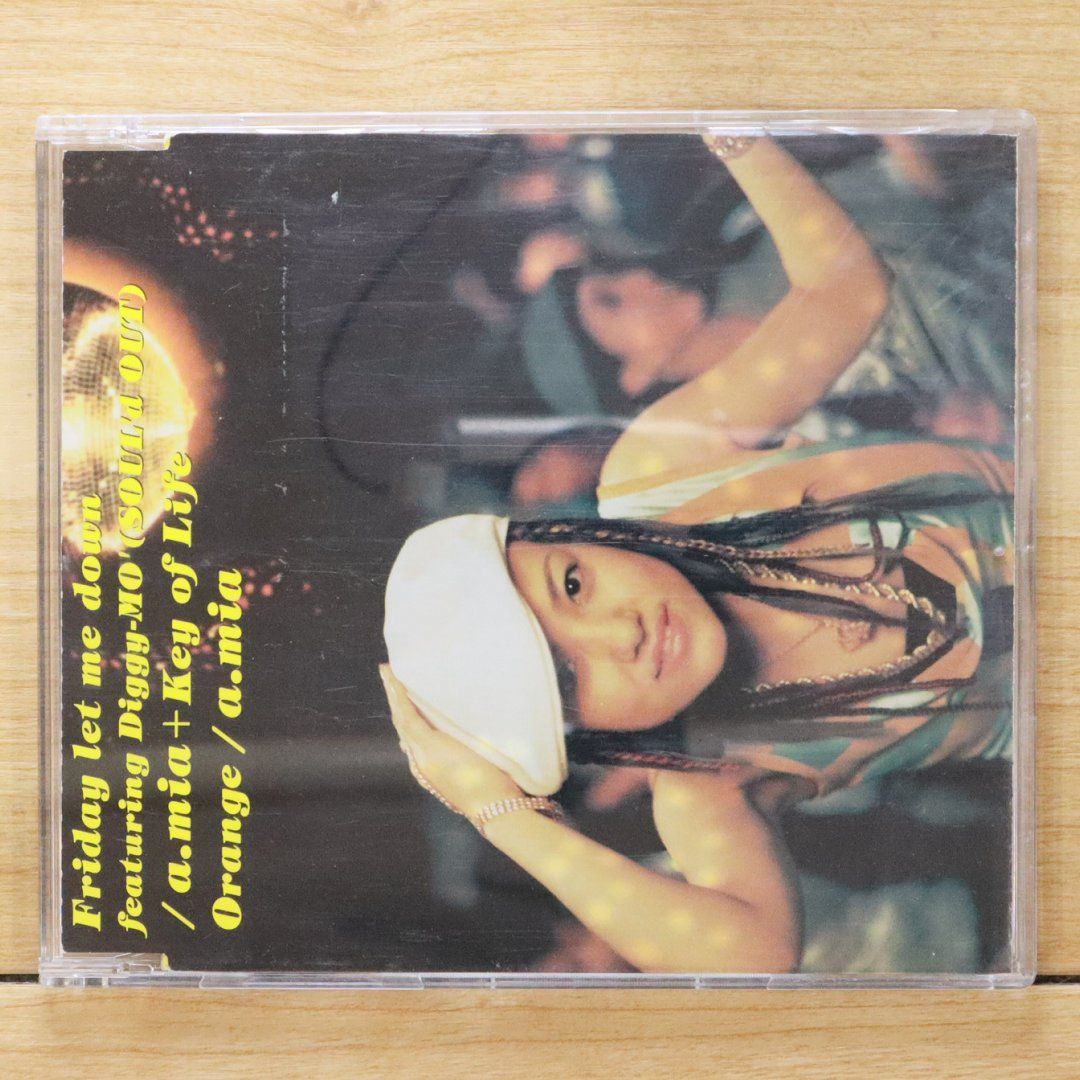 Friday let me down
featuring Diggy-MO'(SOUL'd OUT)
/ a.mia+Key of Life
Orange / a.mia